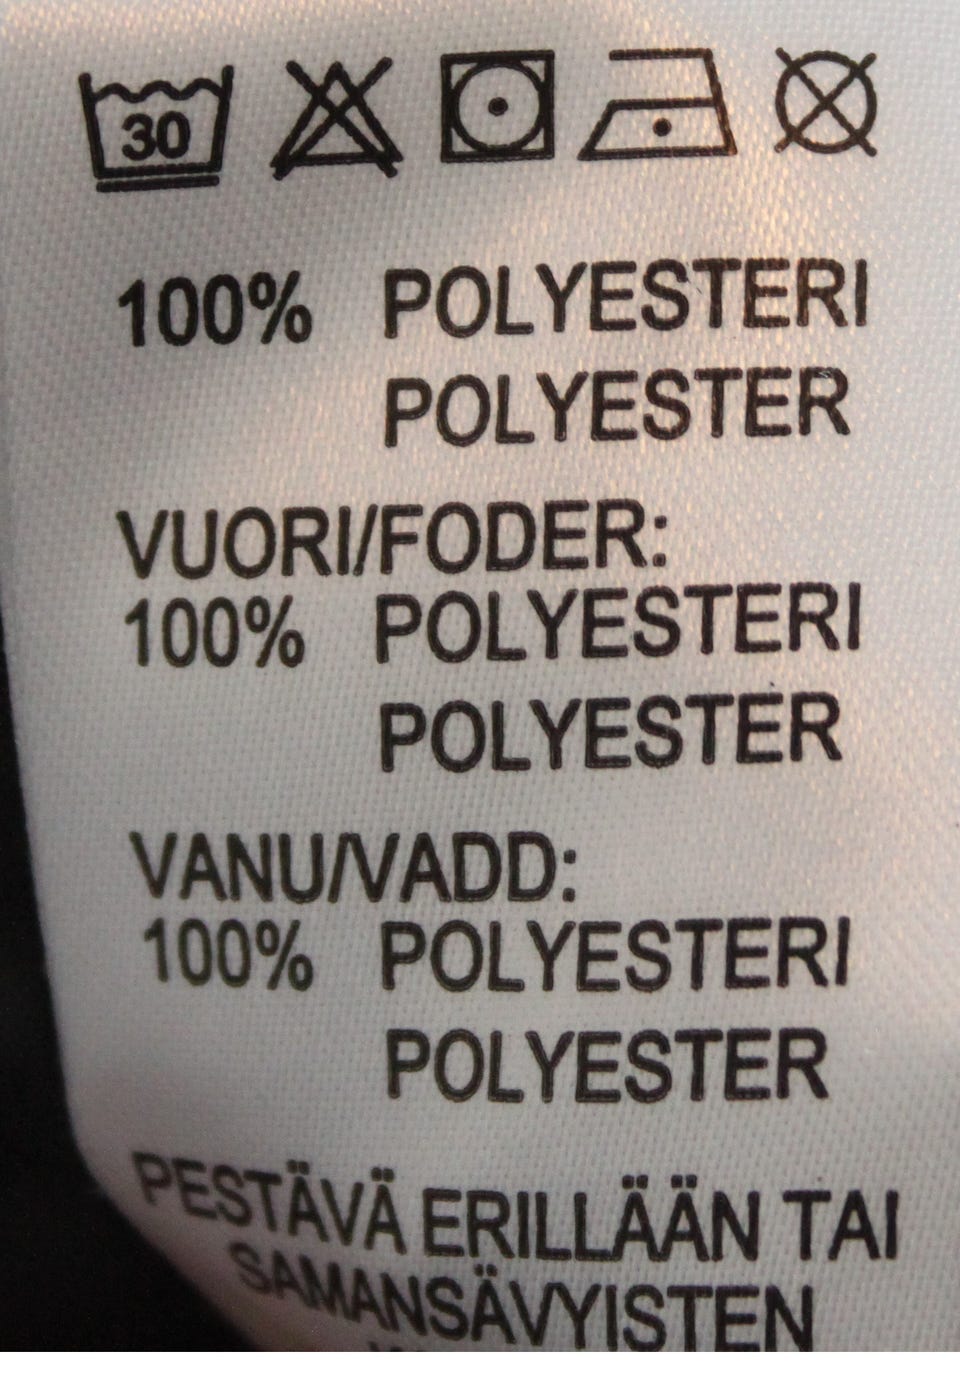 30
100% POLYESTERI
POLYESTER
VUORI/FODER:
100% POLYESTERI
POLYESTER
VANU/VADD:
100% POLYESTERI
POLYESTER
PESTÄVÄ ERILLÄÄN TAI
SAMANSÄVYISTEN